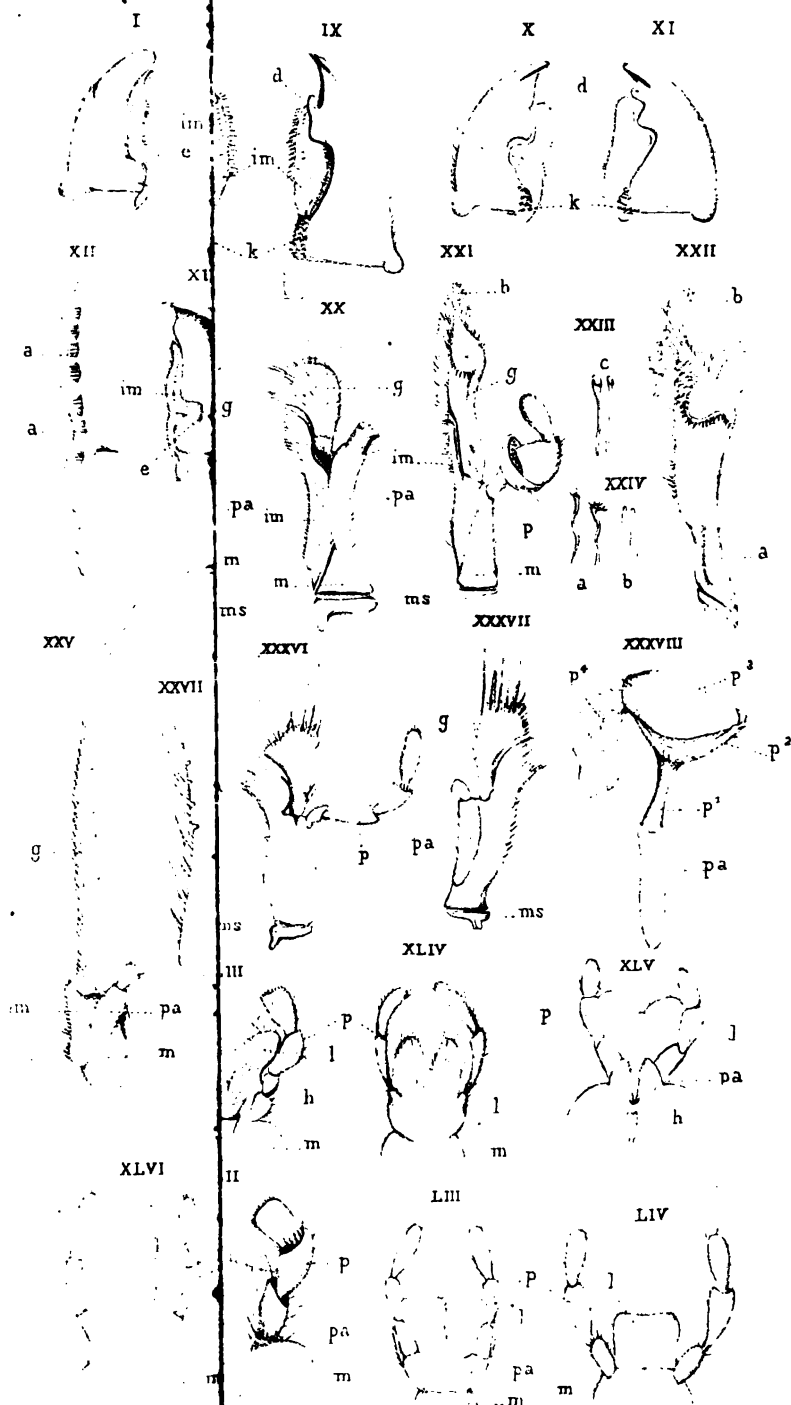 I IX X XI
d d
im
e im
k k
XII XXI XXII
XI
b b
XX
XXIII
a c
g g
im g
a
im
e XXIV
pa im pa
p
m m m a
a b
ms ms
XXV XXXVI XXXVII XXXVIII
p⁴ p³
XXVII
g
p²
p¹
g p pa
pa
ms ms
XLIV
III XLV
m pa p p
l l
m pa
h l h
m m
XLVI II LIII LIV
p p l
l
pa
pa
m m m
m